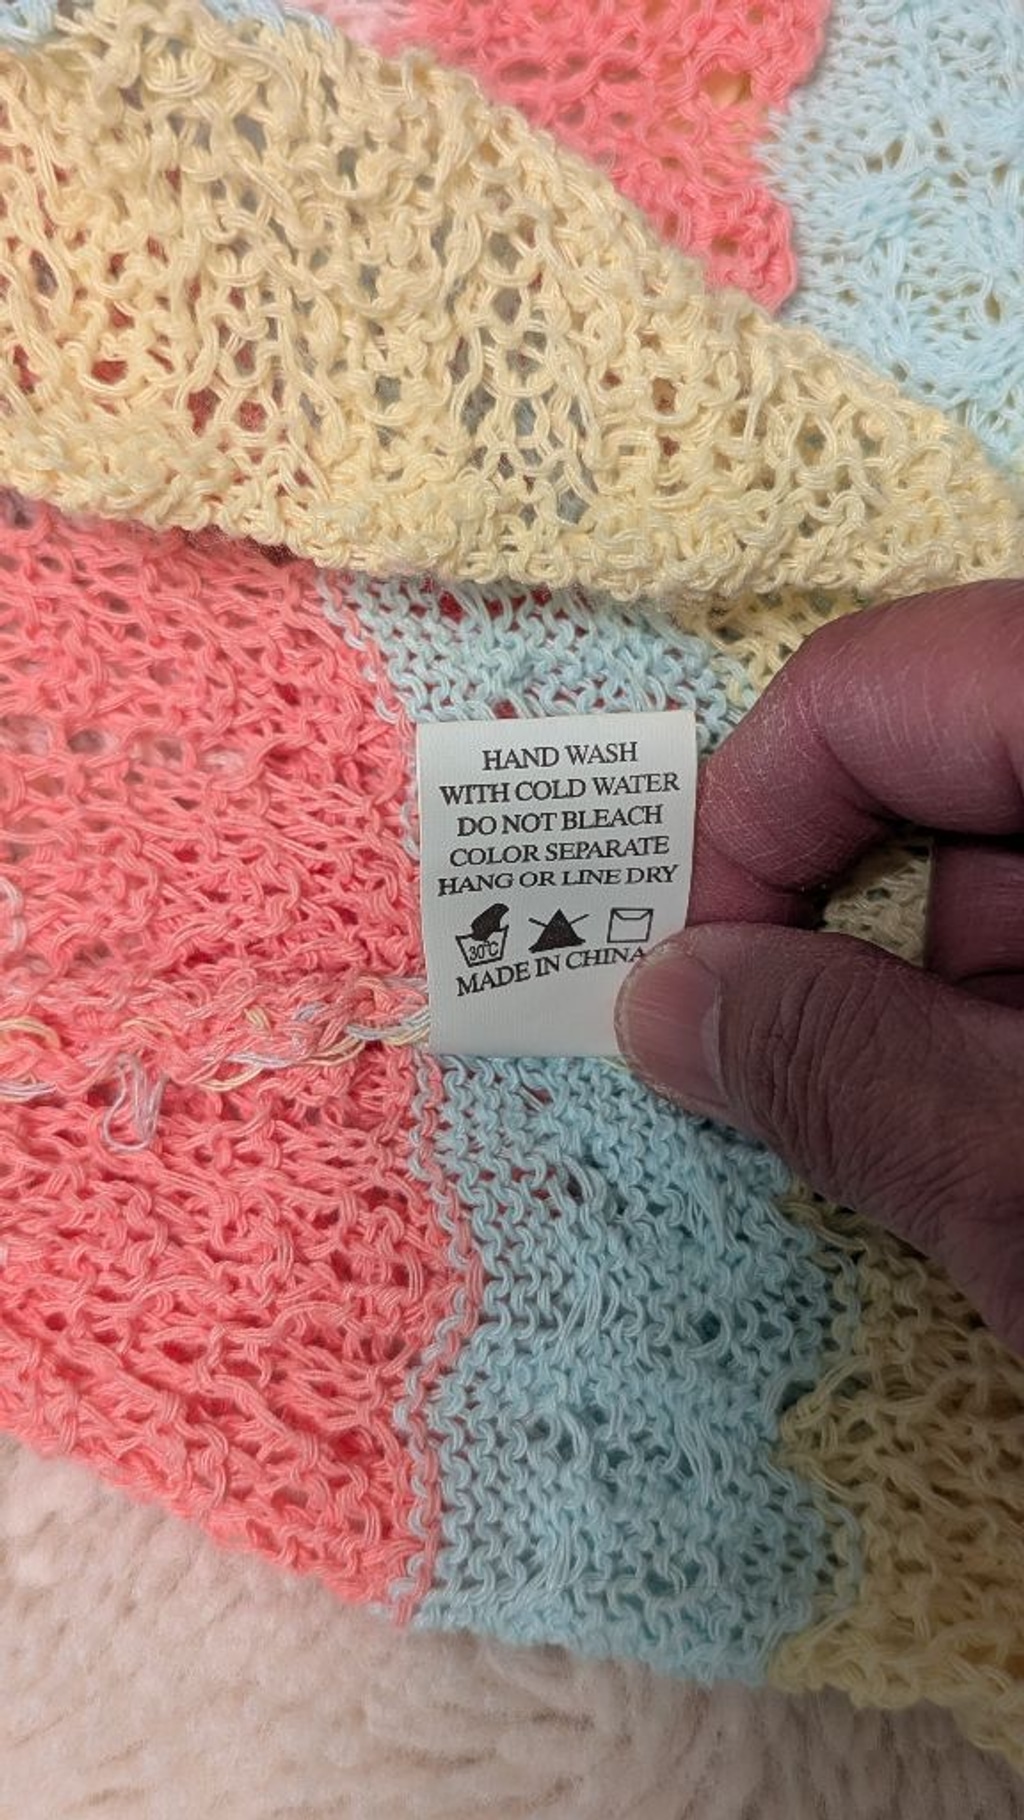 HAND WASH
WITH COLD WATER
DO NOT BLEACH
COLOR SEPARATE
HANG OR LINE DRY
30°C
MADE IN CHINA